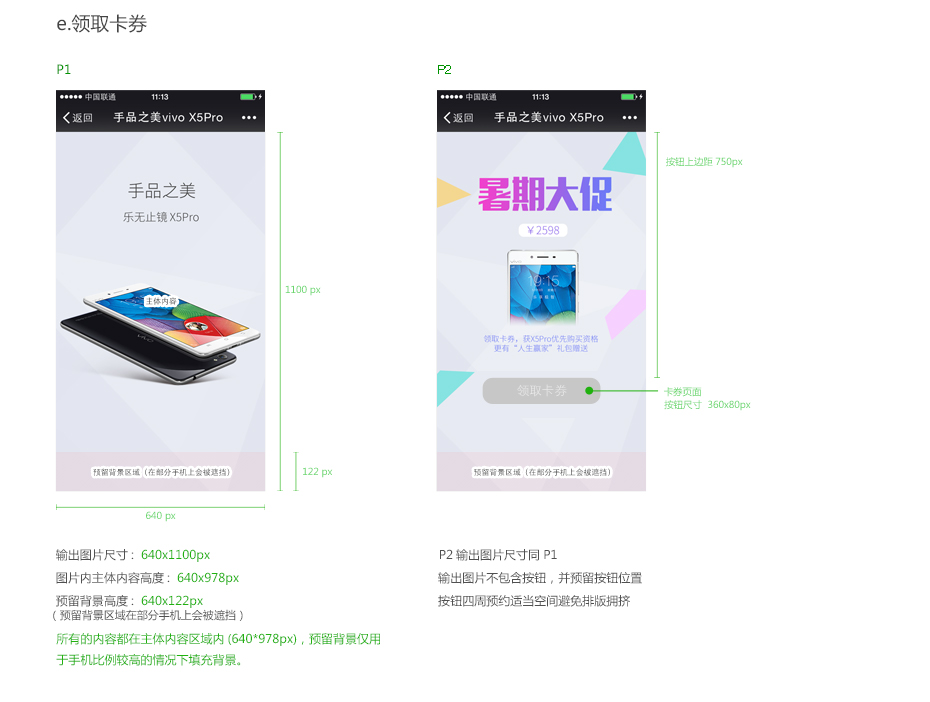 e.领取卡券
P1
中国联通 11:13
返回 手品之美vivo X5Pro
手品之美
乐无止镜 X5Pro
主体内容
vivo
预留背景区域（在部分手机上会被遮挡）
1100 px
122 px
640 px
输出图片尺寸： 640x1100px
图片内主体内容高度： 640x978px
预留背景高度： 640x122px
（ 预留背景区域在部分手机上会被遮挡 ）
所有的内容都在主体内容区域内 (640*978px)，预留背景仅用
于手机比例较高的情况下填充背景。
P2
中国联通 11:13
返回 手品之美vivo X5Pro
暑期大促
￥2598
19:15
领取卡券，获X5Pro优先购买资格
更有“人生赢家”礼包赠送
领取卡券
预留背景区域（在部分手机上会被遮挡）
按钮上边距 750px
卡券页面
按钮尺寸 360x80px
P2 输出图片尺寸同 P1
输出图片不包含按钮，并预留按钮位置
按钮四周预约适当空间避免排版拥挤